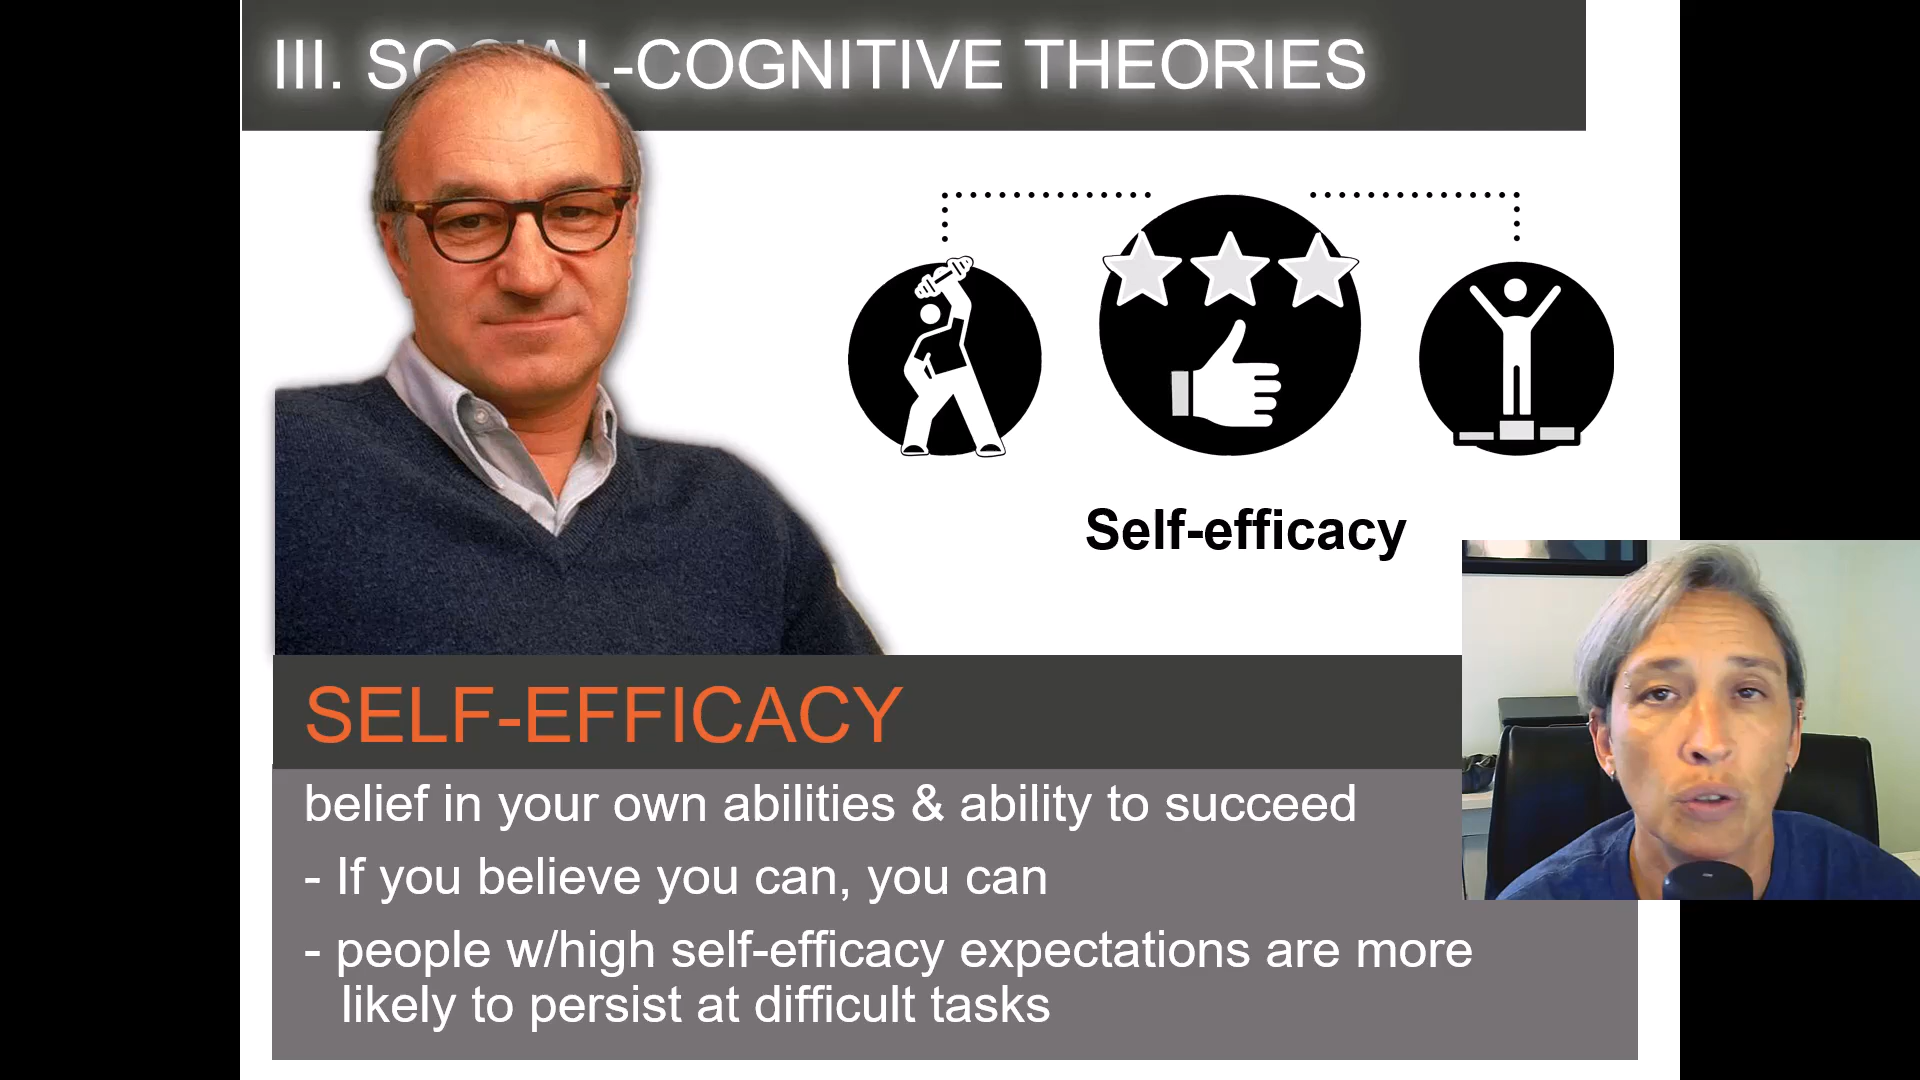 III. SOCIAL-COGNITIVE THEORIES
Self-efficacy
SELF-EFFICACY
belief in your own abilities & ability to succeed
- If you believe you can, you can
- people w/high self-efficacy expectations are more
likely to persist at difficult tasks